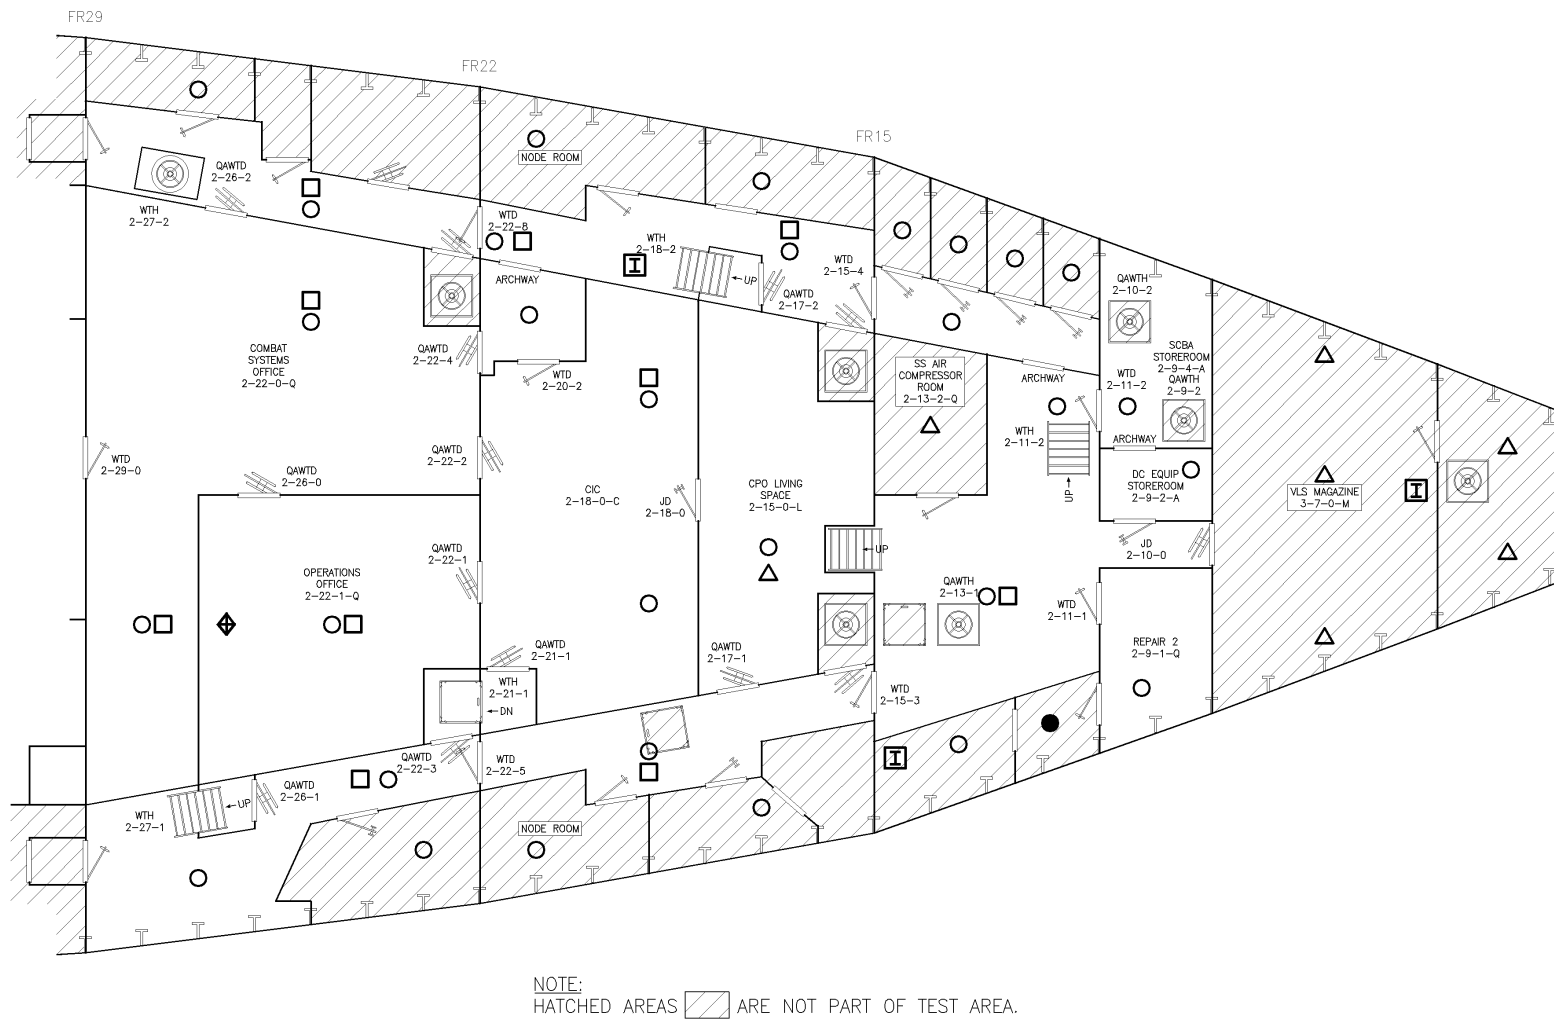 FR29
FR22
FR15
NODE ROOM
QAWTD
2-26-2
WTH
2-27-2
WTD
2-22-8
WTH
2-18-2
ARCHWAY
UP
WTD
2-15-4
QAWTD
2-17-2
QAWTH
2-10-2
COMBAT
SYSTEMS
OFFICE
2-22-0-Q
QAWTD
2-22-4
WTD
2-20-2
SS AIR
COMPRESSOR
ROOM
2-13-2-Q
ARCHWAY
SCBA
STOREROOM
2-9-4-A
QAWTH
2-9-2
WTD
2-11-2
WTH
2-11-2
ARCHWAY
WTD
2-29-0
QAWTD
2-26-0
QAWTD
2-22-2
CIC
2-18-0-C
JD
2-18-0
CPO LIVING
SPACE
2-15-0-L
UP
DC EQUIP
STOREROOM
2-9-2-A
VLS MAGAZINE
3-7-0-M
I
I
QAWTD
2-22-1
UP
JD
2-10-0
OPERATIONS
OFFICE
2-22-1-Q
QAWTH
2-13-1
WTD
2-11-1
REPAIR 2
2-9-1-Q
QAWTD
2-21-1
QAWTD
2-17-1
WTH
2-21-1
DN
WTD
2-15-3
QAWTD
2-22-3
WTD
2-22-5
I
QAWTD
2-26-1
UP
WTH
2-27-1
NODE ROOM
NOTE:
HATCHED AREAS ARE NOT PART OF TEST AREA.